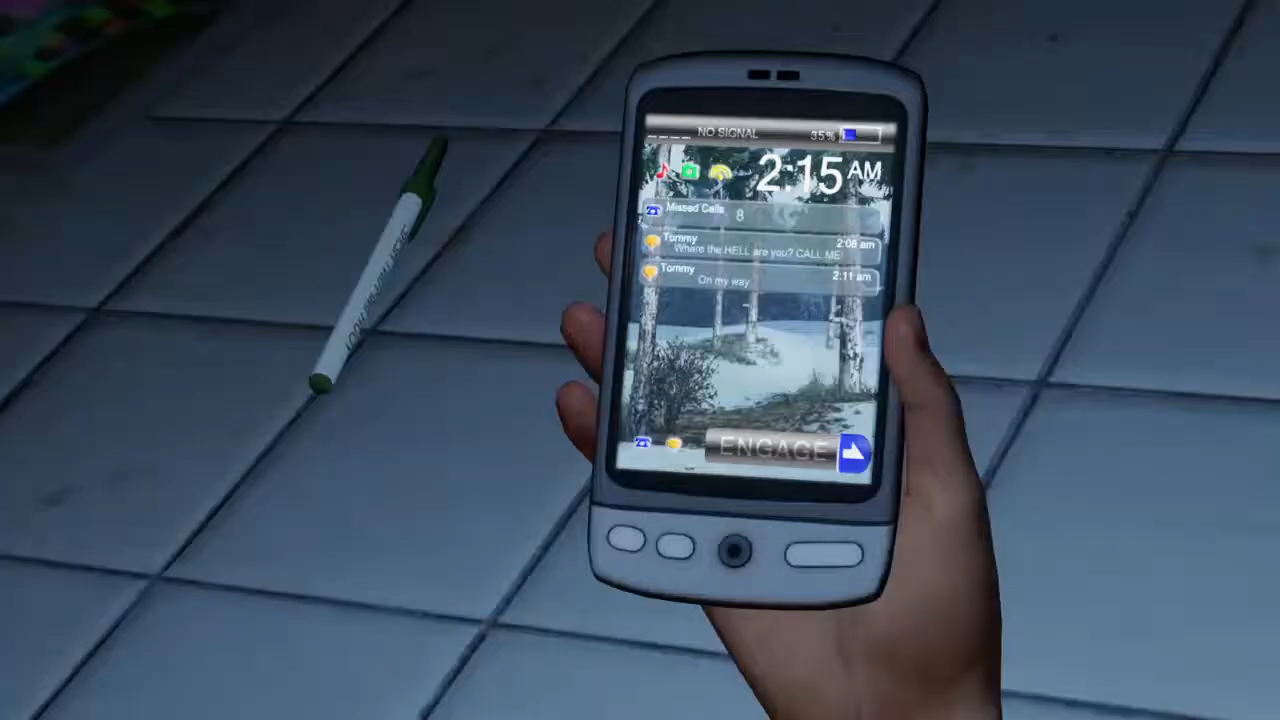 NO SIGNAL 35%
2:15 AM
Missed Calls 8
Tommy 2:08 am
Where the HELL are you? CALL ME!
Tommy 2:11 am
On my way
ENGAGE